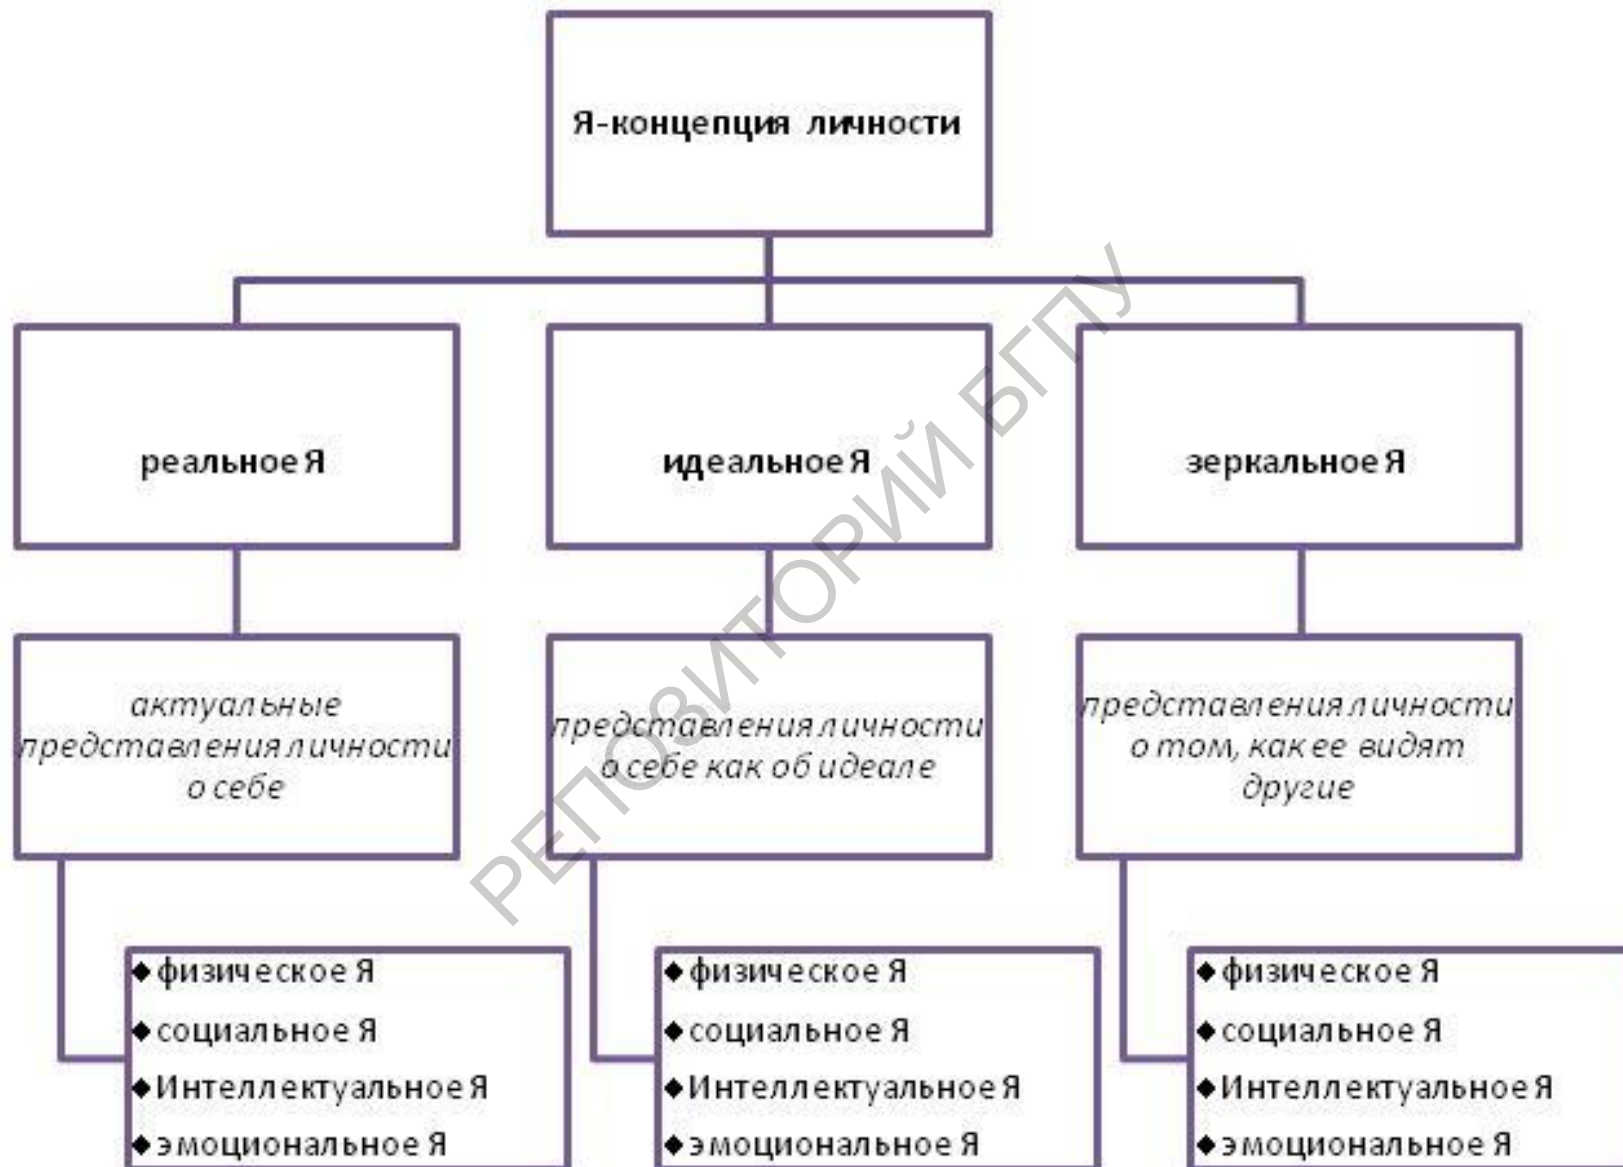 Я-концепция личности
реальное Я
идеальное Я
зеркальное Я
актуальные
представления личности
о себе
представления личности
о себе как об идеале
представления личности
о том, как ее видят
другие
♦физическое Я
♦социальное Я
♦Интеллектуальное Я
♦эмоциональное Я
♦физическое Я
♦социальное Я
♦Интеллектуальное Я
♦эмоциональное Я
♦физическое Я
♦социальное Я
♦Интеллектуальное Я
♦эмоциональное Я
РЕПОЗИТОРИЙ БГПУ